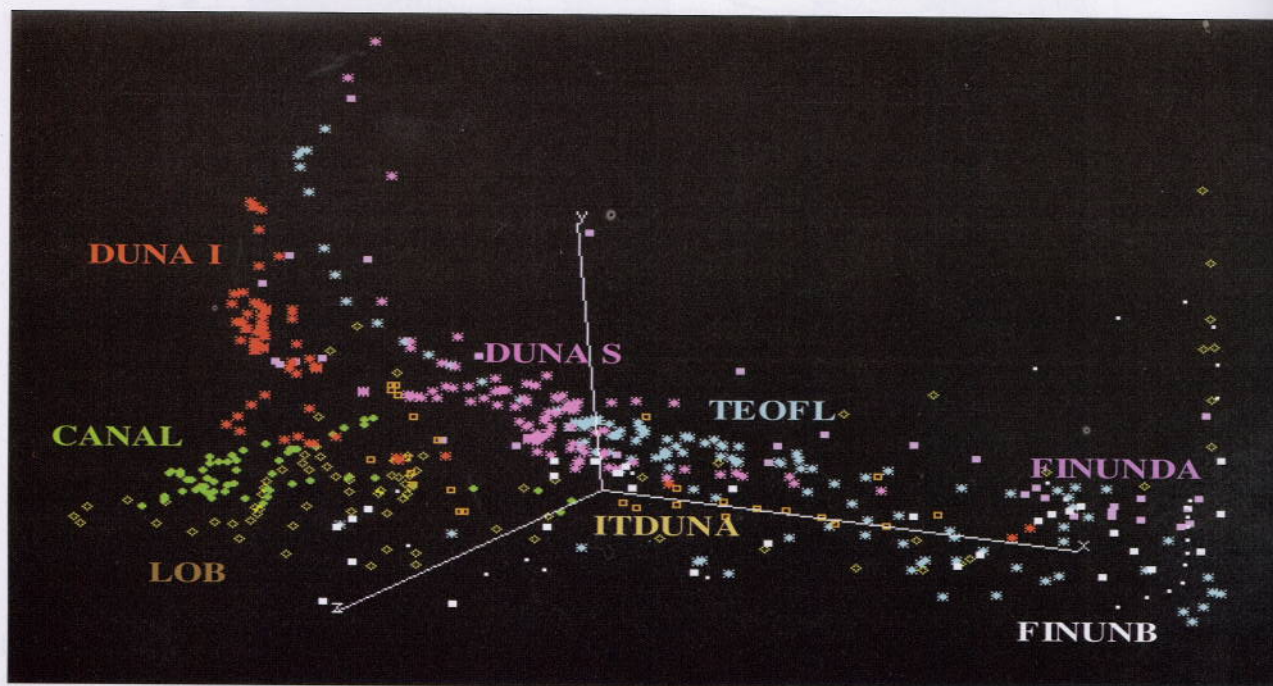 Y
DUNA I
DUNA S
TEOFL
CANAL
FINUNDA
ITDUNA
X
LOB
Z
FINUNB